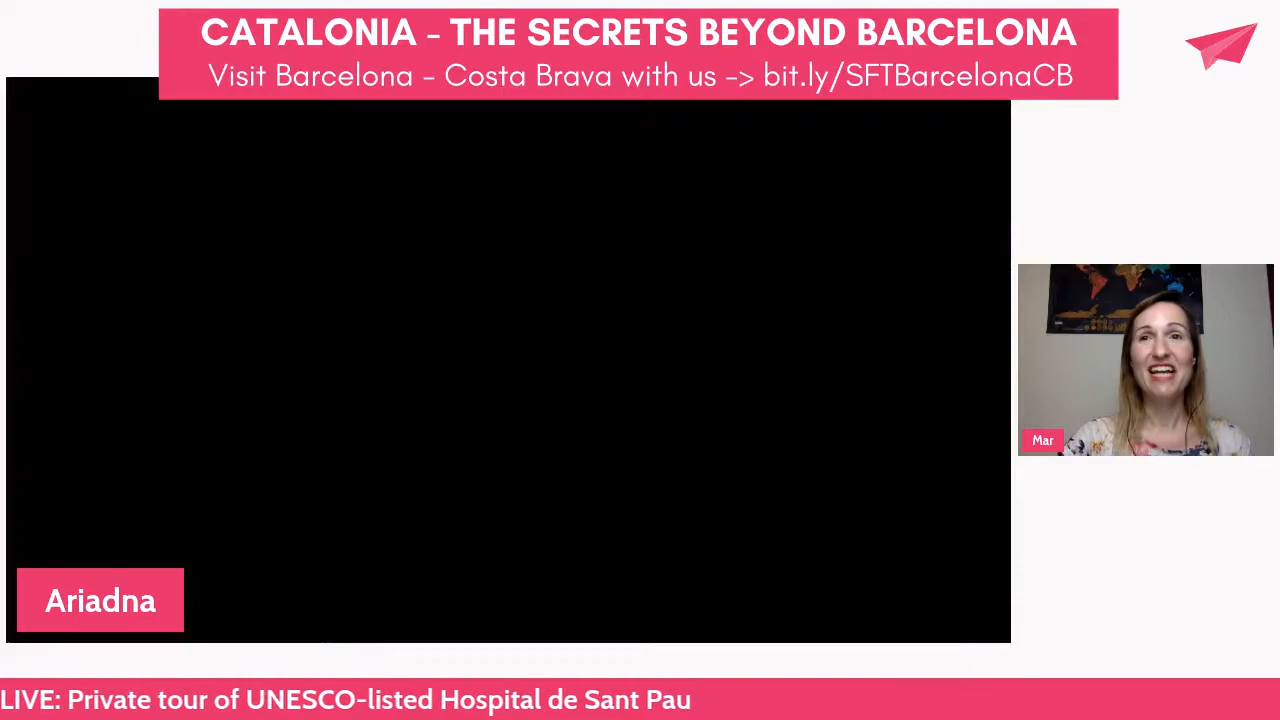 CATALONIA - THE SECRETS BEYOND BARCELONA
Visit Barcelona - Costa Brava with us -> bit.ly/SFTBarcelonaCB
Mar
Ariadna
LIVE: Private tour of UNESCO-listed Hospital de Sant Pau